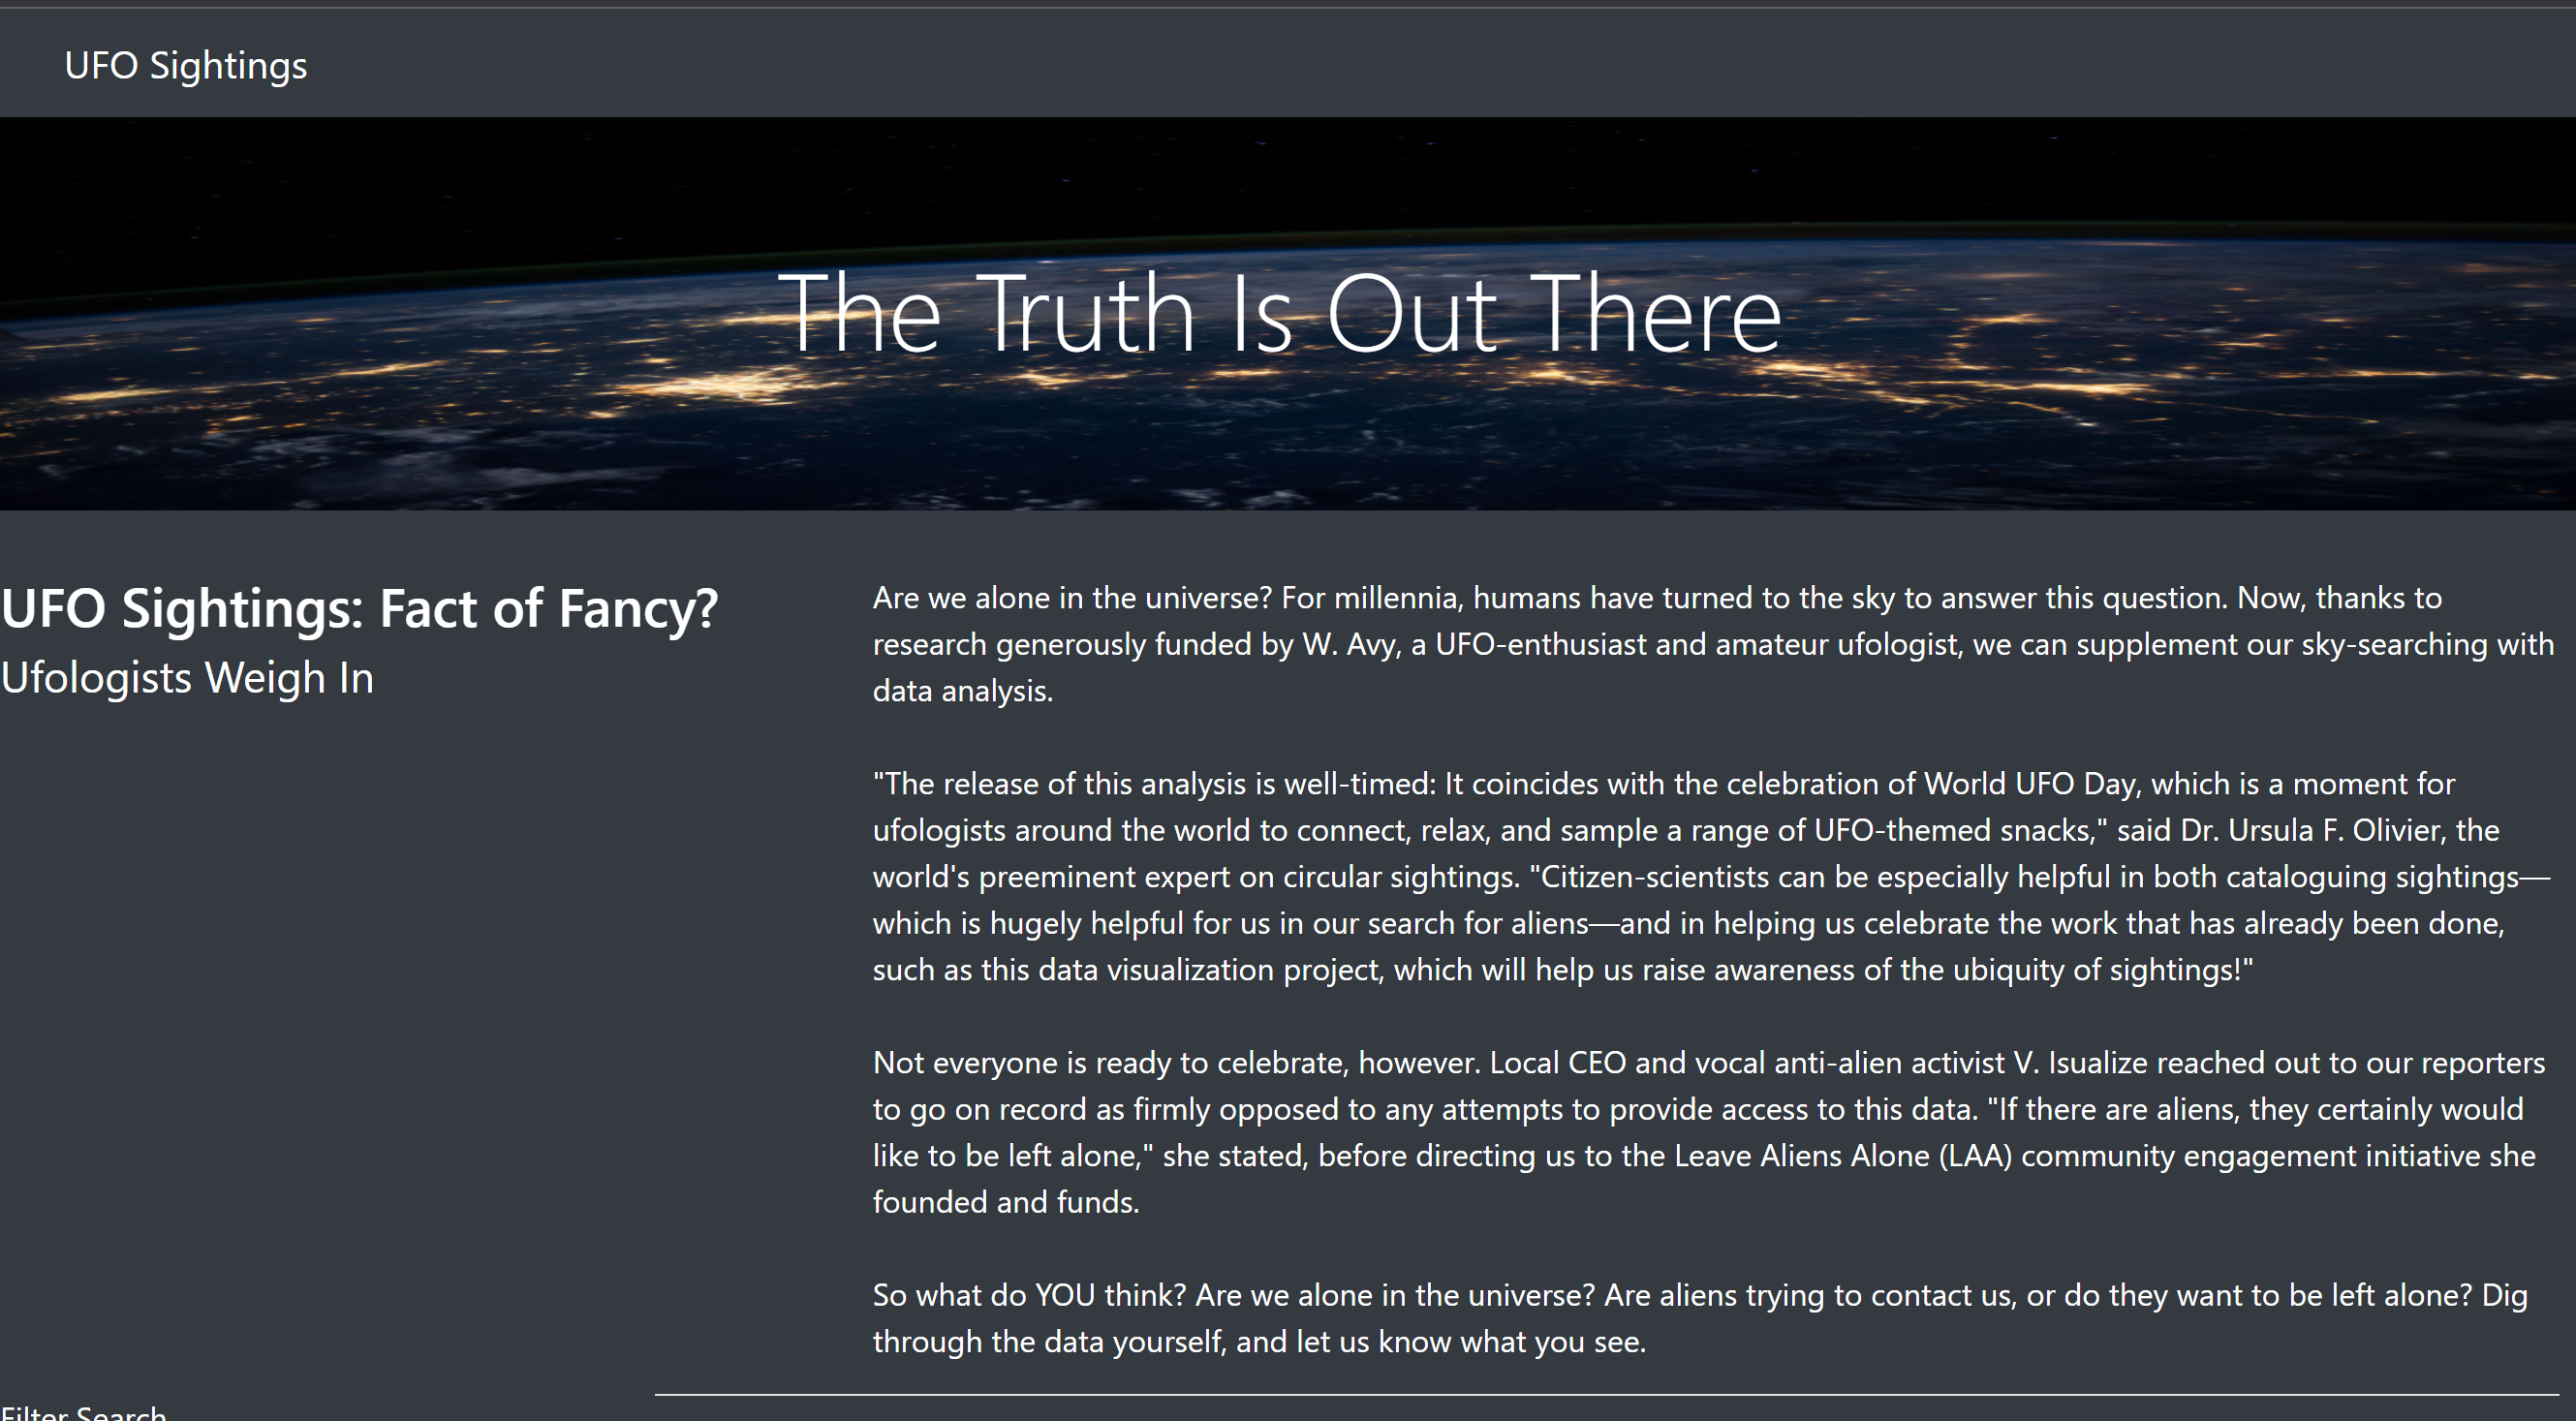 UFO Sightings
The Truth Is Out There
UFO Sightings: Fact of Fancy?
Ufologists Weigh In
Are we alone in the universe? For millennia, humans have turned to the sky to answer this question. Now, thanks to
research generously funded by W. Avy, a UFO-enthusiast and amateur ufologist, we can supplement our sky-searching with
data analysis.
"The release of this analysis is well-timed: It coincides with the celebration of World UFO Day, which is a moment for
ufologists around the world to connect, relax, and sample a range of UFO-themed snacks," said Dr. Ursula F. Olivier, the
world's preeminent expert on circular sightings. "Citizen-scientists can be especially helpful in both cataloguing sightings—
which is hugely helpful for us in our search for aliens—and in helping us celebrate the work that has already been done,
such as this data visualization project, which will help us raise awareness of the ubiquity of sightings!"
Not everyone is ready to celebrate, however. Local CEO and vocal anti-alien activist V. Isualize reached out to our reporters
to go on record as firmly opposed to any attempts to provide access to this data. "If there are aliens, they certainly would
like to be left alone," she stated, before directing us to the Leave Aliens Alone (LAA) community engagement initiative she
founded and funds.
So what do YOU think? Are we alone in the universe? Are aliens trying to contact us, or do they want to be left alone? Dig
through the data yourself, and let us know what you see.
Filter Search